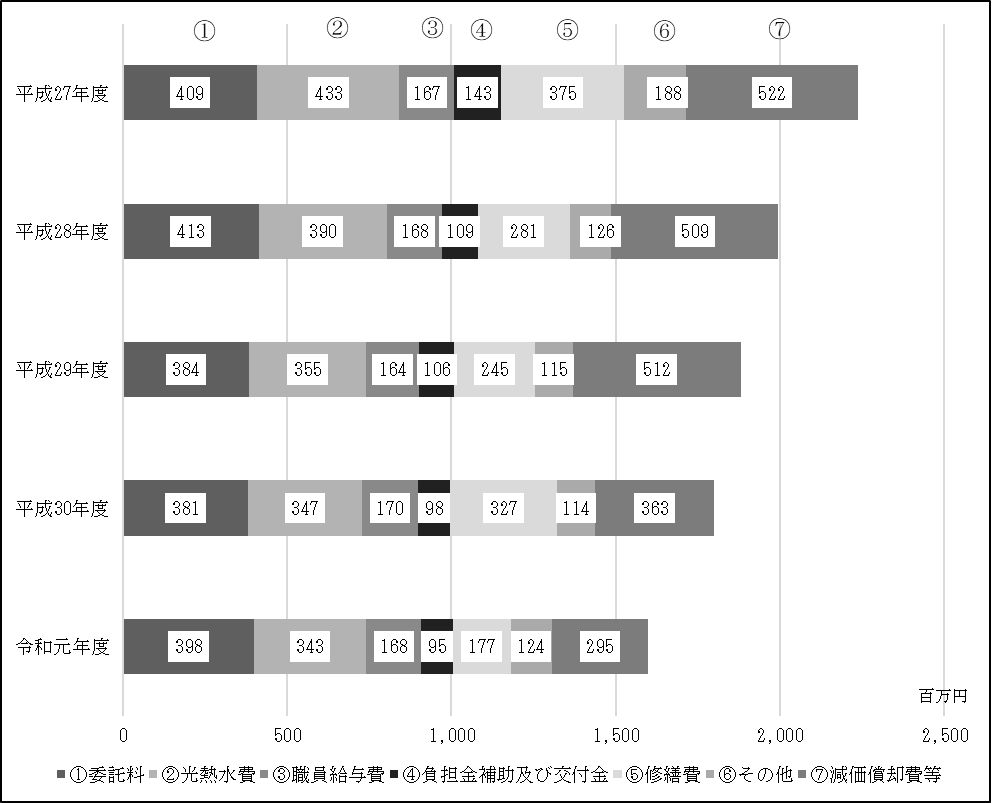 ① ② ③ ④ ⑤ ⑥ ⑦
平成27年度 409 433 167 143 375 188 522
平成28年度 413 390 168 109 281 126 509
平成29年度 384 355 164 106 245 115 512
平成30年度 381 347 170 98 327 114 363
令和元年度 398 343 168 95 177 124 295
百万円
0 500 1,000 1,500 2,000 2,500
①委託料 ②光熱水費 ③職員給与費 ④負担金補助及び交付金 ⑤修繕費 ⑥その他 ⑦減価償却費等